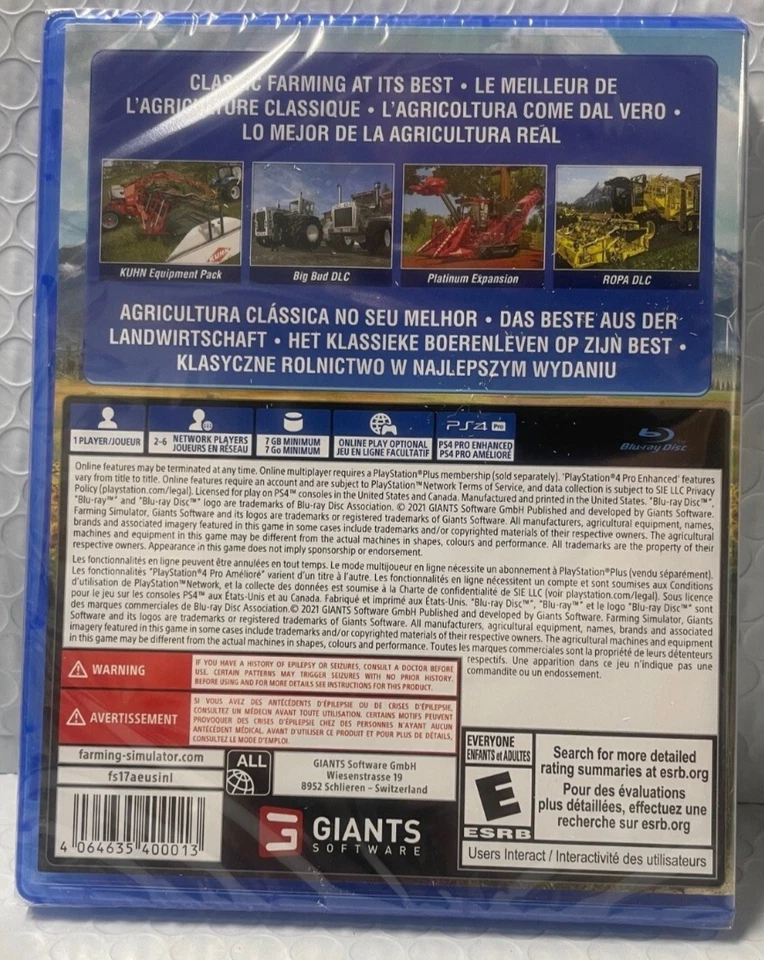 CLASSIC FARMING AT ITS BEST • LE MEILLEUR DE
L'AGRICULTURE CLASSIQUE • L'AGRICOLTURA COME DAL VERO •
LO MEJOR DE LA AGRICULTURA REAL
KUHN
KUHN Equipment Pack
Big Bud DLC
Platinum Expansion
ROPA DLC
AGRICULTURA CLÁSSICA NO SEU MELHOR • DAS BESTE AUS DER
LANDWIRTSCHAFT • HET KLASSIEKE BOERENLEVEN OP ZIJN BEST •
KLASYCZNE ROLNICTWO W NAJLEPSZYM WYDANIU
1 PLAYER/JOUEUR
2-6 NETWORK PLAYERS
JOUEURS EN RÉSEAU
7 GB MINIMUM
7 Go MINIMUM
ONLINE PLAY OPTIONAL
JEU EN LIGNE FACULTATIF
PS4 Pro
PS4 PRO ENHANCED
PS4 PRO AMÉLIORÉ
Blu-ray Disc
Online features may be terminated at any time. Online multiplayer requires a PlayStation®Plus membership (sold separately). 'PlayStation®4 Pro Enhanced' features
vary from title to title. Online features require an account and are subject to PlayStation™Network Terms of Service, and data collection is subject to SIE LLC Privacy
Policy (playstation.com/legal). Licensed for play on PS4™ consoles in the United States and Canada. Manufactured and printed in the United States. "Blu-ray Disc™",
"Blu-ray™" and "Blu-ray Disc™" logo are trademarks of Blu-ray Disc Association. © 2021 GIANTS Software GmbH Published and developed by Giants Software.
Farming Simulator, Giants Software and its logos are trademarks or registered trademarks of Giants Software. All manufacturers, agricultural equipment, names,
brands and associated imagery featured in this game in some cases include trademarks and/or copyrighted materials of their respective owners. The agricultural
machines and equipment in this game may be different from the actual machines in shapes, colours and performance. All trademarks are the property of their
respective owners. Appearance in this game does not imply sponsorship or endorsement.
Les fonctionnalités en ligne peuvent être annulées en tout temps. Le mode multijoueur en ligne nécessite un abonnement à PlayStation®Plus (vendu séparément).
Les fonctionnalités "PlayStation®4 Pro Amélioré" varient d'un titre à l'autre. Les fonctionnalités en ligne nécessitent un compte et sont soumises aux Conditions
d'utilisation de PlayStation™Network, et la collecte des données est soumise à la Charte de confidentialité de SIE LLC (voir playstation.com/legal). Sous licence
pour le jeu sur les consoles PS4™ aux États-Unis et au Canada. Fabriqué et imprimé aux États-Unis. "Blu-ray Disc™", "Blu-ray™" et le logo "Blu-ray Disc™" sont
des marques commerciales de Blu-ray Disc Association.© 2021 GIANTS Software GmbH Published and developed by Giants Software. Farming Simulator, Giants
Software and its logos are trademarks or registered trademarks of Giants Software. All manufacturers, agricultural equipment, names, brands and associated
imagery featured in this game in some cases include trademarks and/or copyrighted materials of their respective owners. The agricultural machines and equipment
in this game may be different from the actual machines in shapes, colours and performance. Toutes les marques commerciales sont la propriété de leurs détenteurs
respectifs. Une apparition dans ce jeu n'indique pas une
commandite ou un endossement.
WARNING
IF YOU HAVE A HISTORY OF EPILEPSY OR SEIZURES, CONSULT A DOCTOR BEFORE
USE. CERTAIN PATTERNS MAY TRIGGER SEIZURES WITH NO PRIOR HISTORY.
BEFORE USING AND FOR MORE DETAILS SEE INSTRUCTIONS FOR THIS PRODUCT.
AVERTISSEMENT
SI VOUS AVEZ DES ANTÉCÉDENTS D'ÉPILEPSIE OU DE CRISES D'ÉPILEPSIE,
CONSULTEZ UN MÉDECIN AVANT TOUTE UTILISATION. CERTAINS MOTIFS PEUVENT
PROVOQUER DES CRISES D'ÉPILEPSIE CHEZ DES PERSONNES N'AYANT AUCUN
ANTÉCÉDENT MÉDICAL. AVANT D'UTILISER CE PRODUIT ET POUR PLUS DE DÉTAILS,
CONSULTEZ LE MODE D'EMPLOI.
farming-simulator.com
fs17aeusinl
4 064635 400013
ALL
GIANTS Software GmbH
Wiesenstrasse 19
8952 Schlieren – Switzerland
GIANTS
SOFTWARE
EVERYONE
ENFANTS et ADULTES
E
ESRB
Search for more detailed
rating summaries at esrb.org
Pour des évaluations
plus détaillées, effectuez une
recherche sur esrb.org
Users Interact / Interactivité des utilisateurs